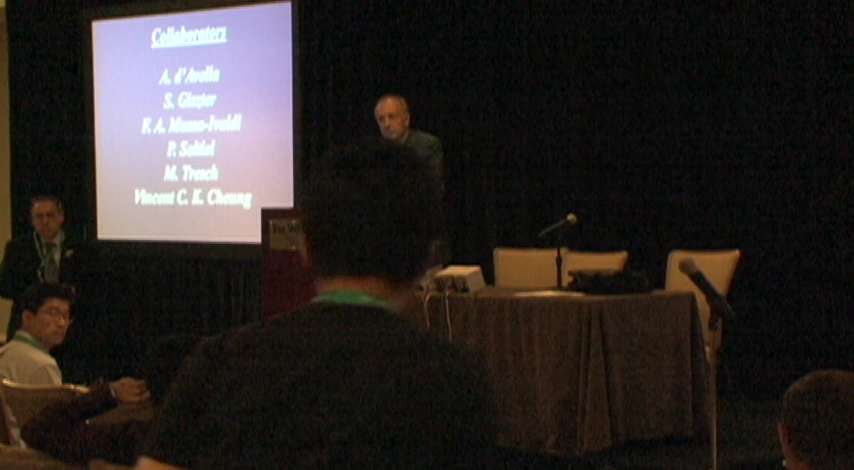 Collaborators
A. d'Avella
S. Giszter
F. A. Mussa-Ivaldi
P. Saltiel
M. Tresch
Vincent C. K. Cheung